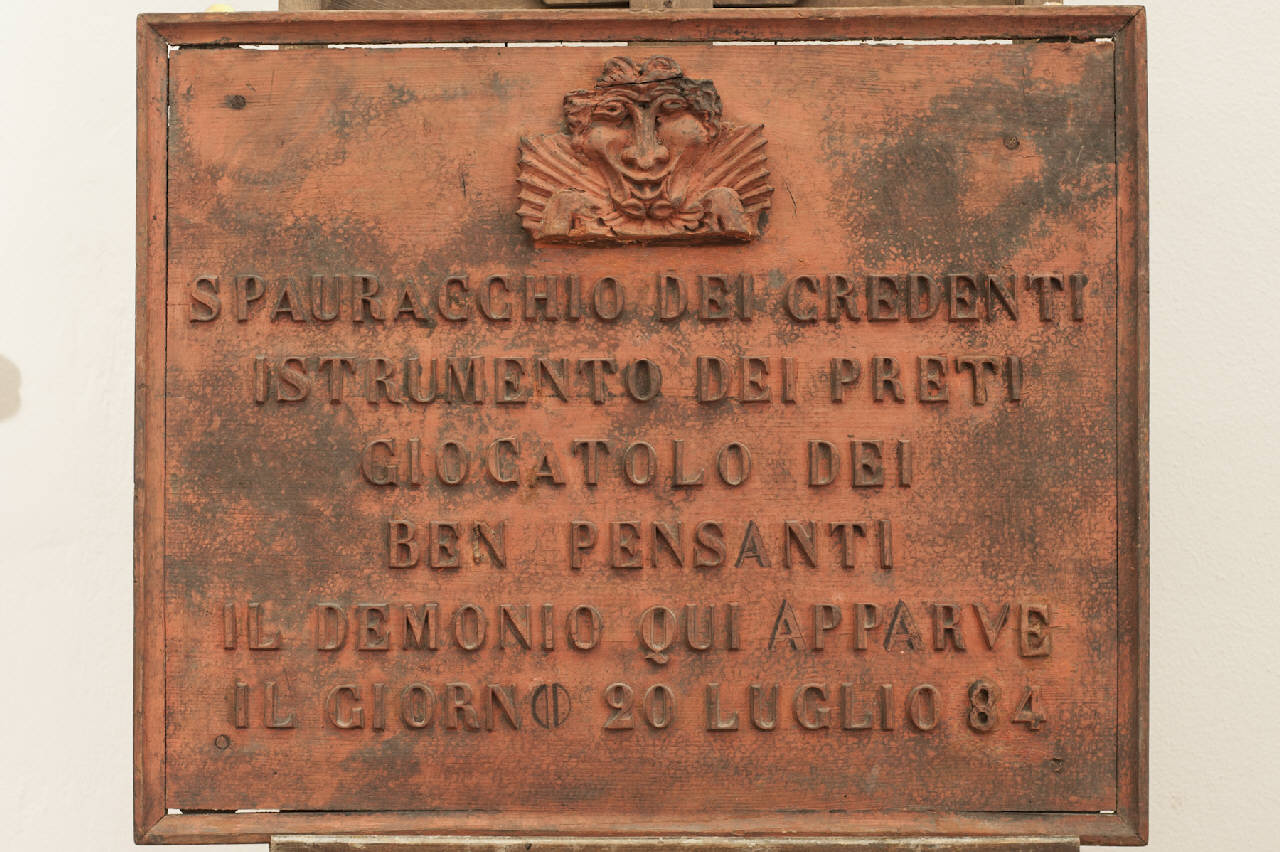 SPAURACCHIO DEI CREDENTI
ISTRUMENTO DEI PRETI
GIOCATOLO DEI
BEN PENSANTI
IL DEMONIO QUI APPARVE
IL GIORNO 20 LUGLIO 84